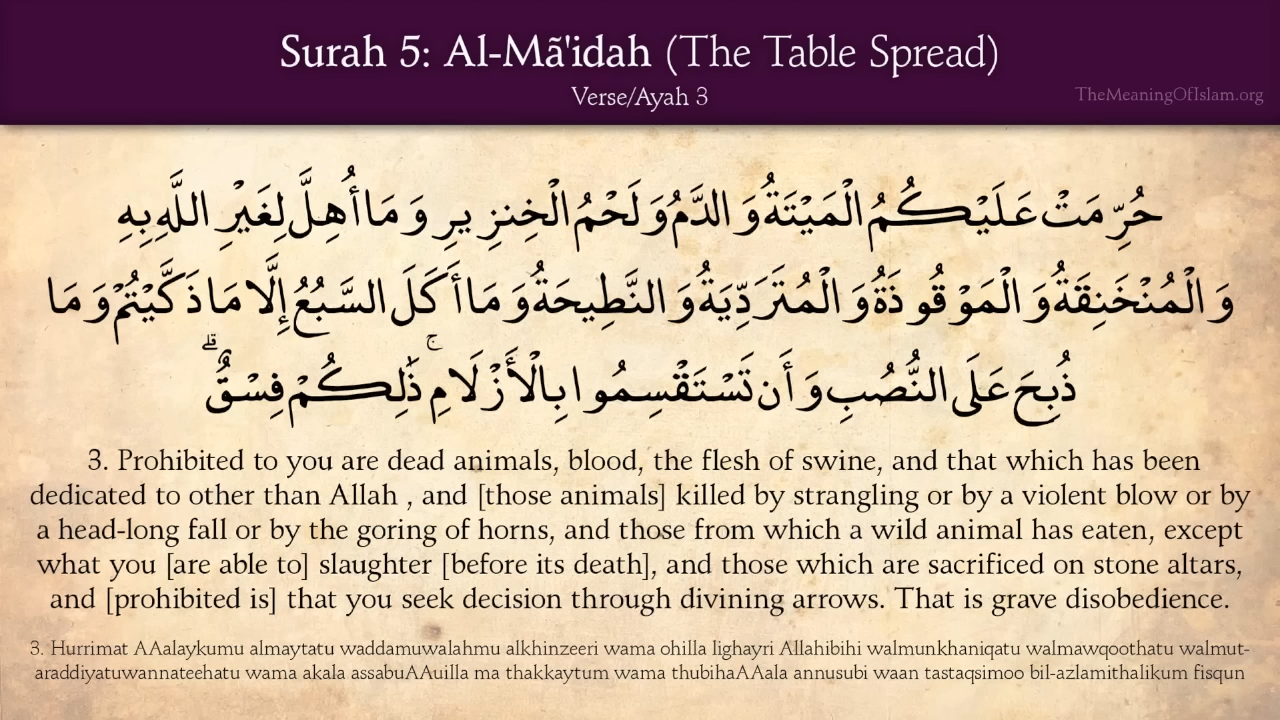 Surah 5: Al-Mã'idah (The Table Spread)
Verse/Ayah 3
TheMeaningOfIslam.org
حُرِّمَتْ عَلَيْكُمُ الْمَيْتَةُ وَالدَّمُ وَلَحْمُ الْخِنزِيرِ وَمَا أُهِلَّ لِغَيْرِ اللَّهِ بِهِ
وَالْمُنْخَنِقَةُ وَالْمَوْقُوذَةُ وَالْمُتَرَدِّيَةُ وَالنَّطِيحَةُ وَمَا أَكَلَ السَّبُعُ إِلَّا مَا ذَكَّيْتُمْ وَمَا
ذُبِحَ عَلَى النُّصُبِ وَأَن تَسْتَقْسِمُوا بِالْأَزْلَامِ ۚ ذَٰلِكُمْ فِسْقٌ ۗ
3. Prohibited to you are dead animals, blood, the flesh of swine, and that which has been
dedicated to other than Allah , and [those animals] killed by strangling or by a violent blow or by
a head-long fall or by the goring of horns, and those from which a wild animal has eaten, except
what you [are able to] slaughter [before its death], and those which are sacrificed on stone altars,
and [prohibited is] that you seek decision through divining arrows. That is grave disobedience.
3. Hurrimat AAalaykumu almaytatu waddamuwalahmu alkhinzeeri wama ohilla lighayri Allahibihi walmunkhaniqatu walmawqoothatu walmut-
araddiyatuwannateehatu wama akala assabuAAuilla ma thakkaytum wama thubihaAAala annusubi waan tastaqsimoo bil-azlamithalikum fisqun